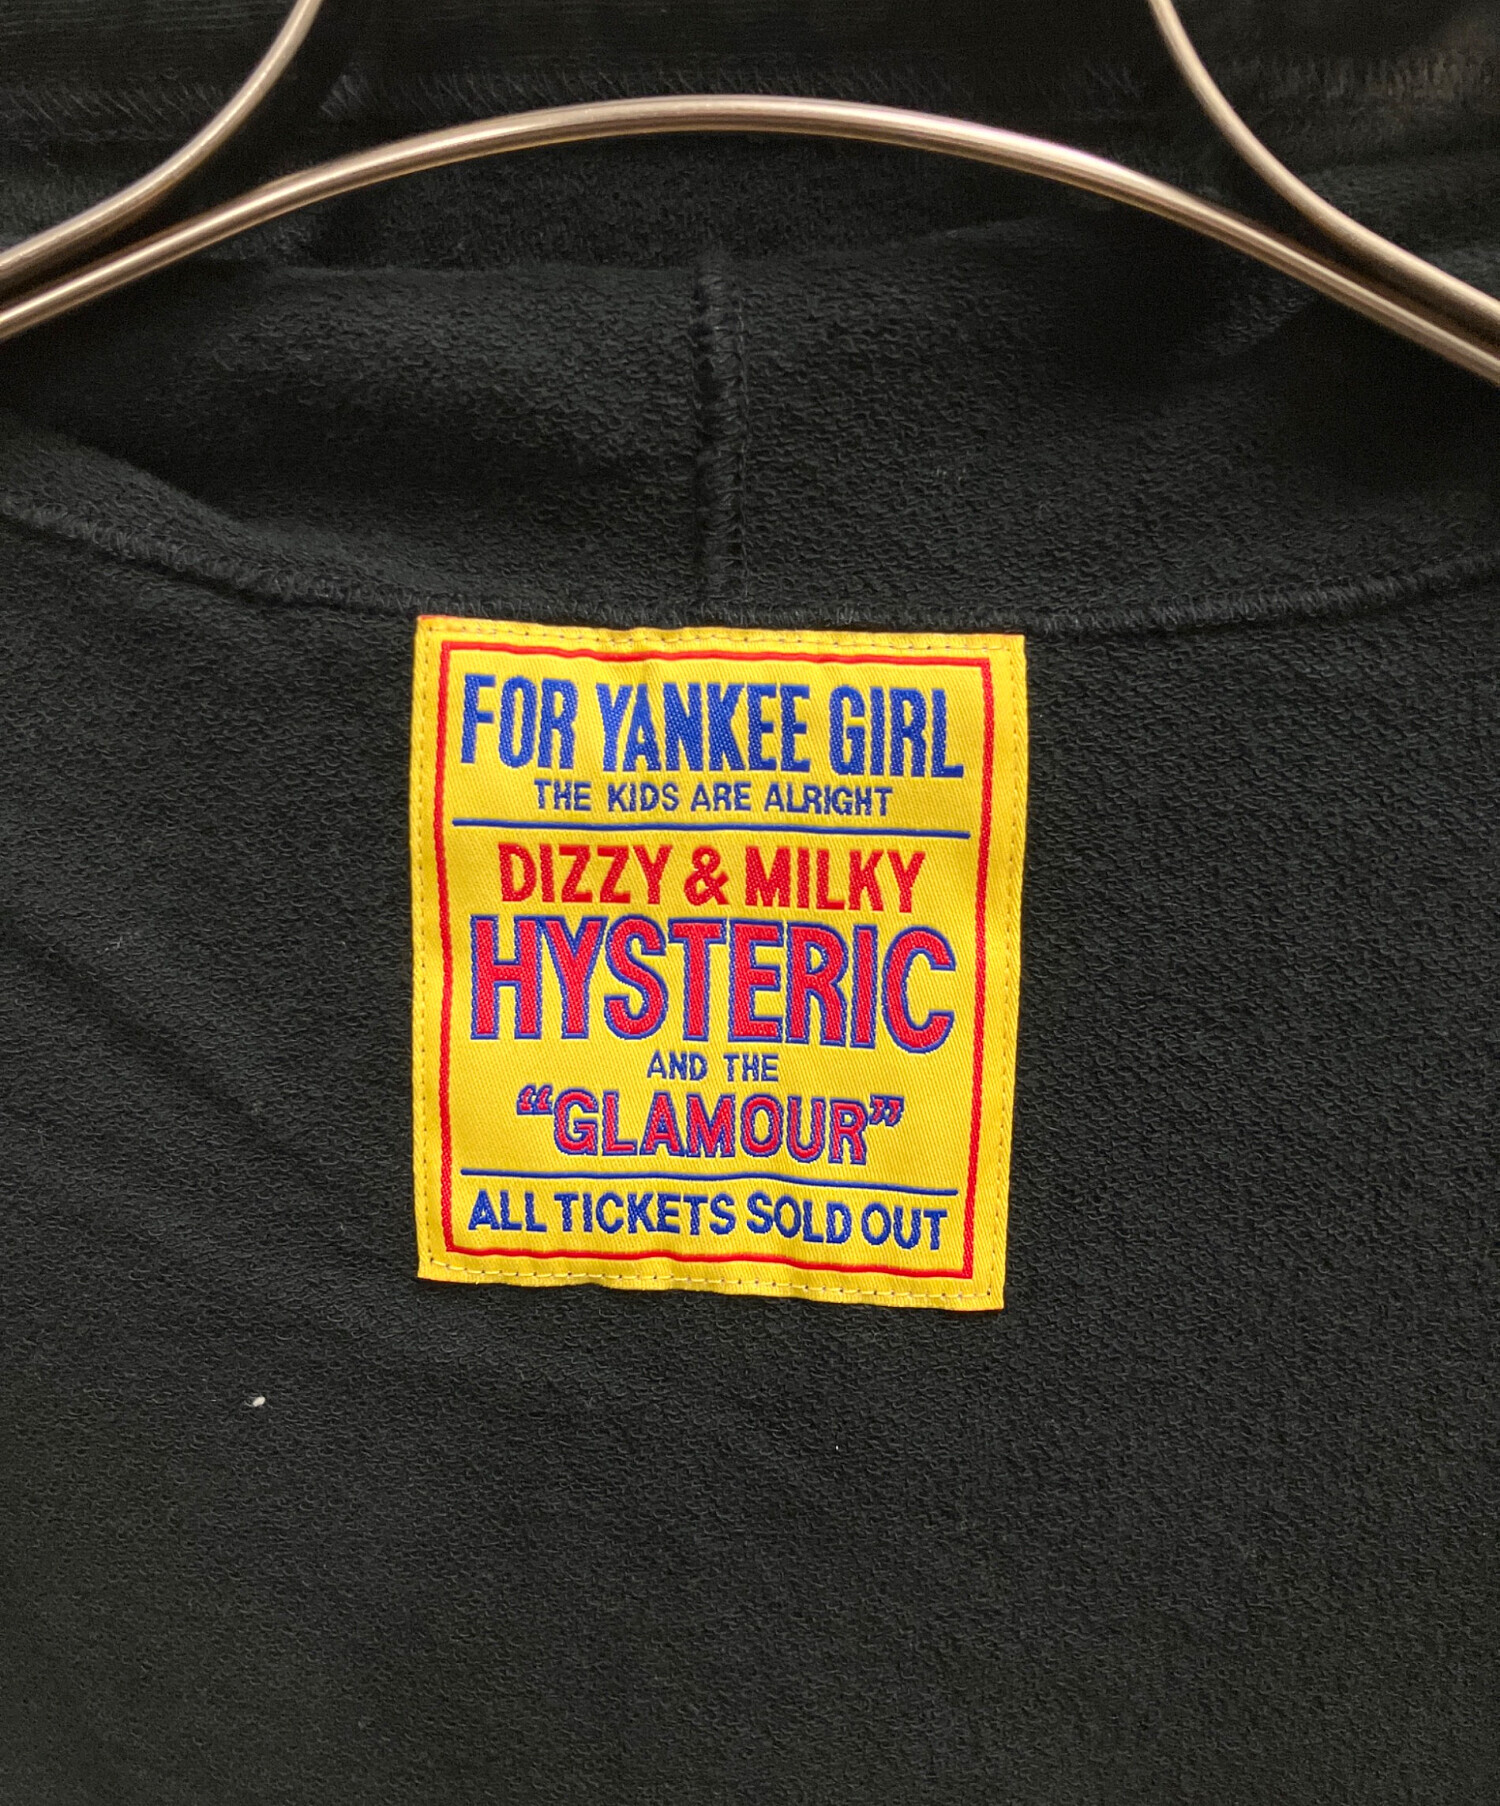 FOR YANKEE GIRL
THE KIDS ARE ALRIGHT
DIZZY & MILKY
HYSTERIC
AND THE
“GLAMOUR”
ALL TICKETS SOLD OUT